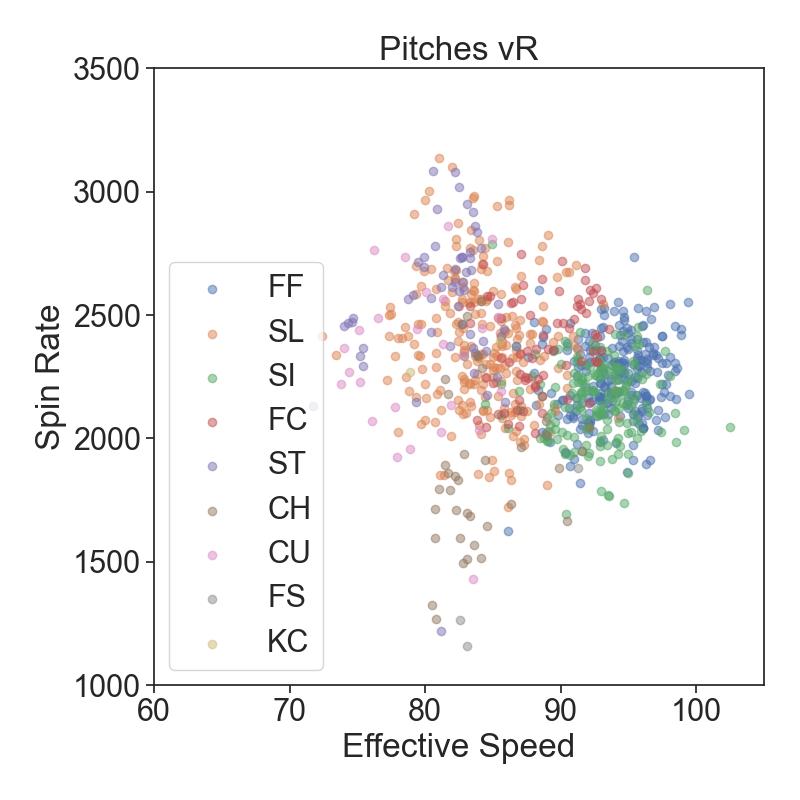 Pitches vR
3500
3000
2500
2000
1500
1000
Spin Rate
FF
SL
SI
FC
ST
CH
CU
FS
KC
60 70 80 90 100
Effective Speed